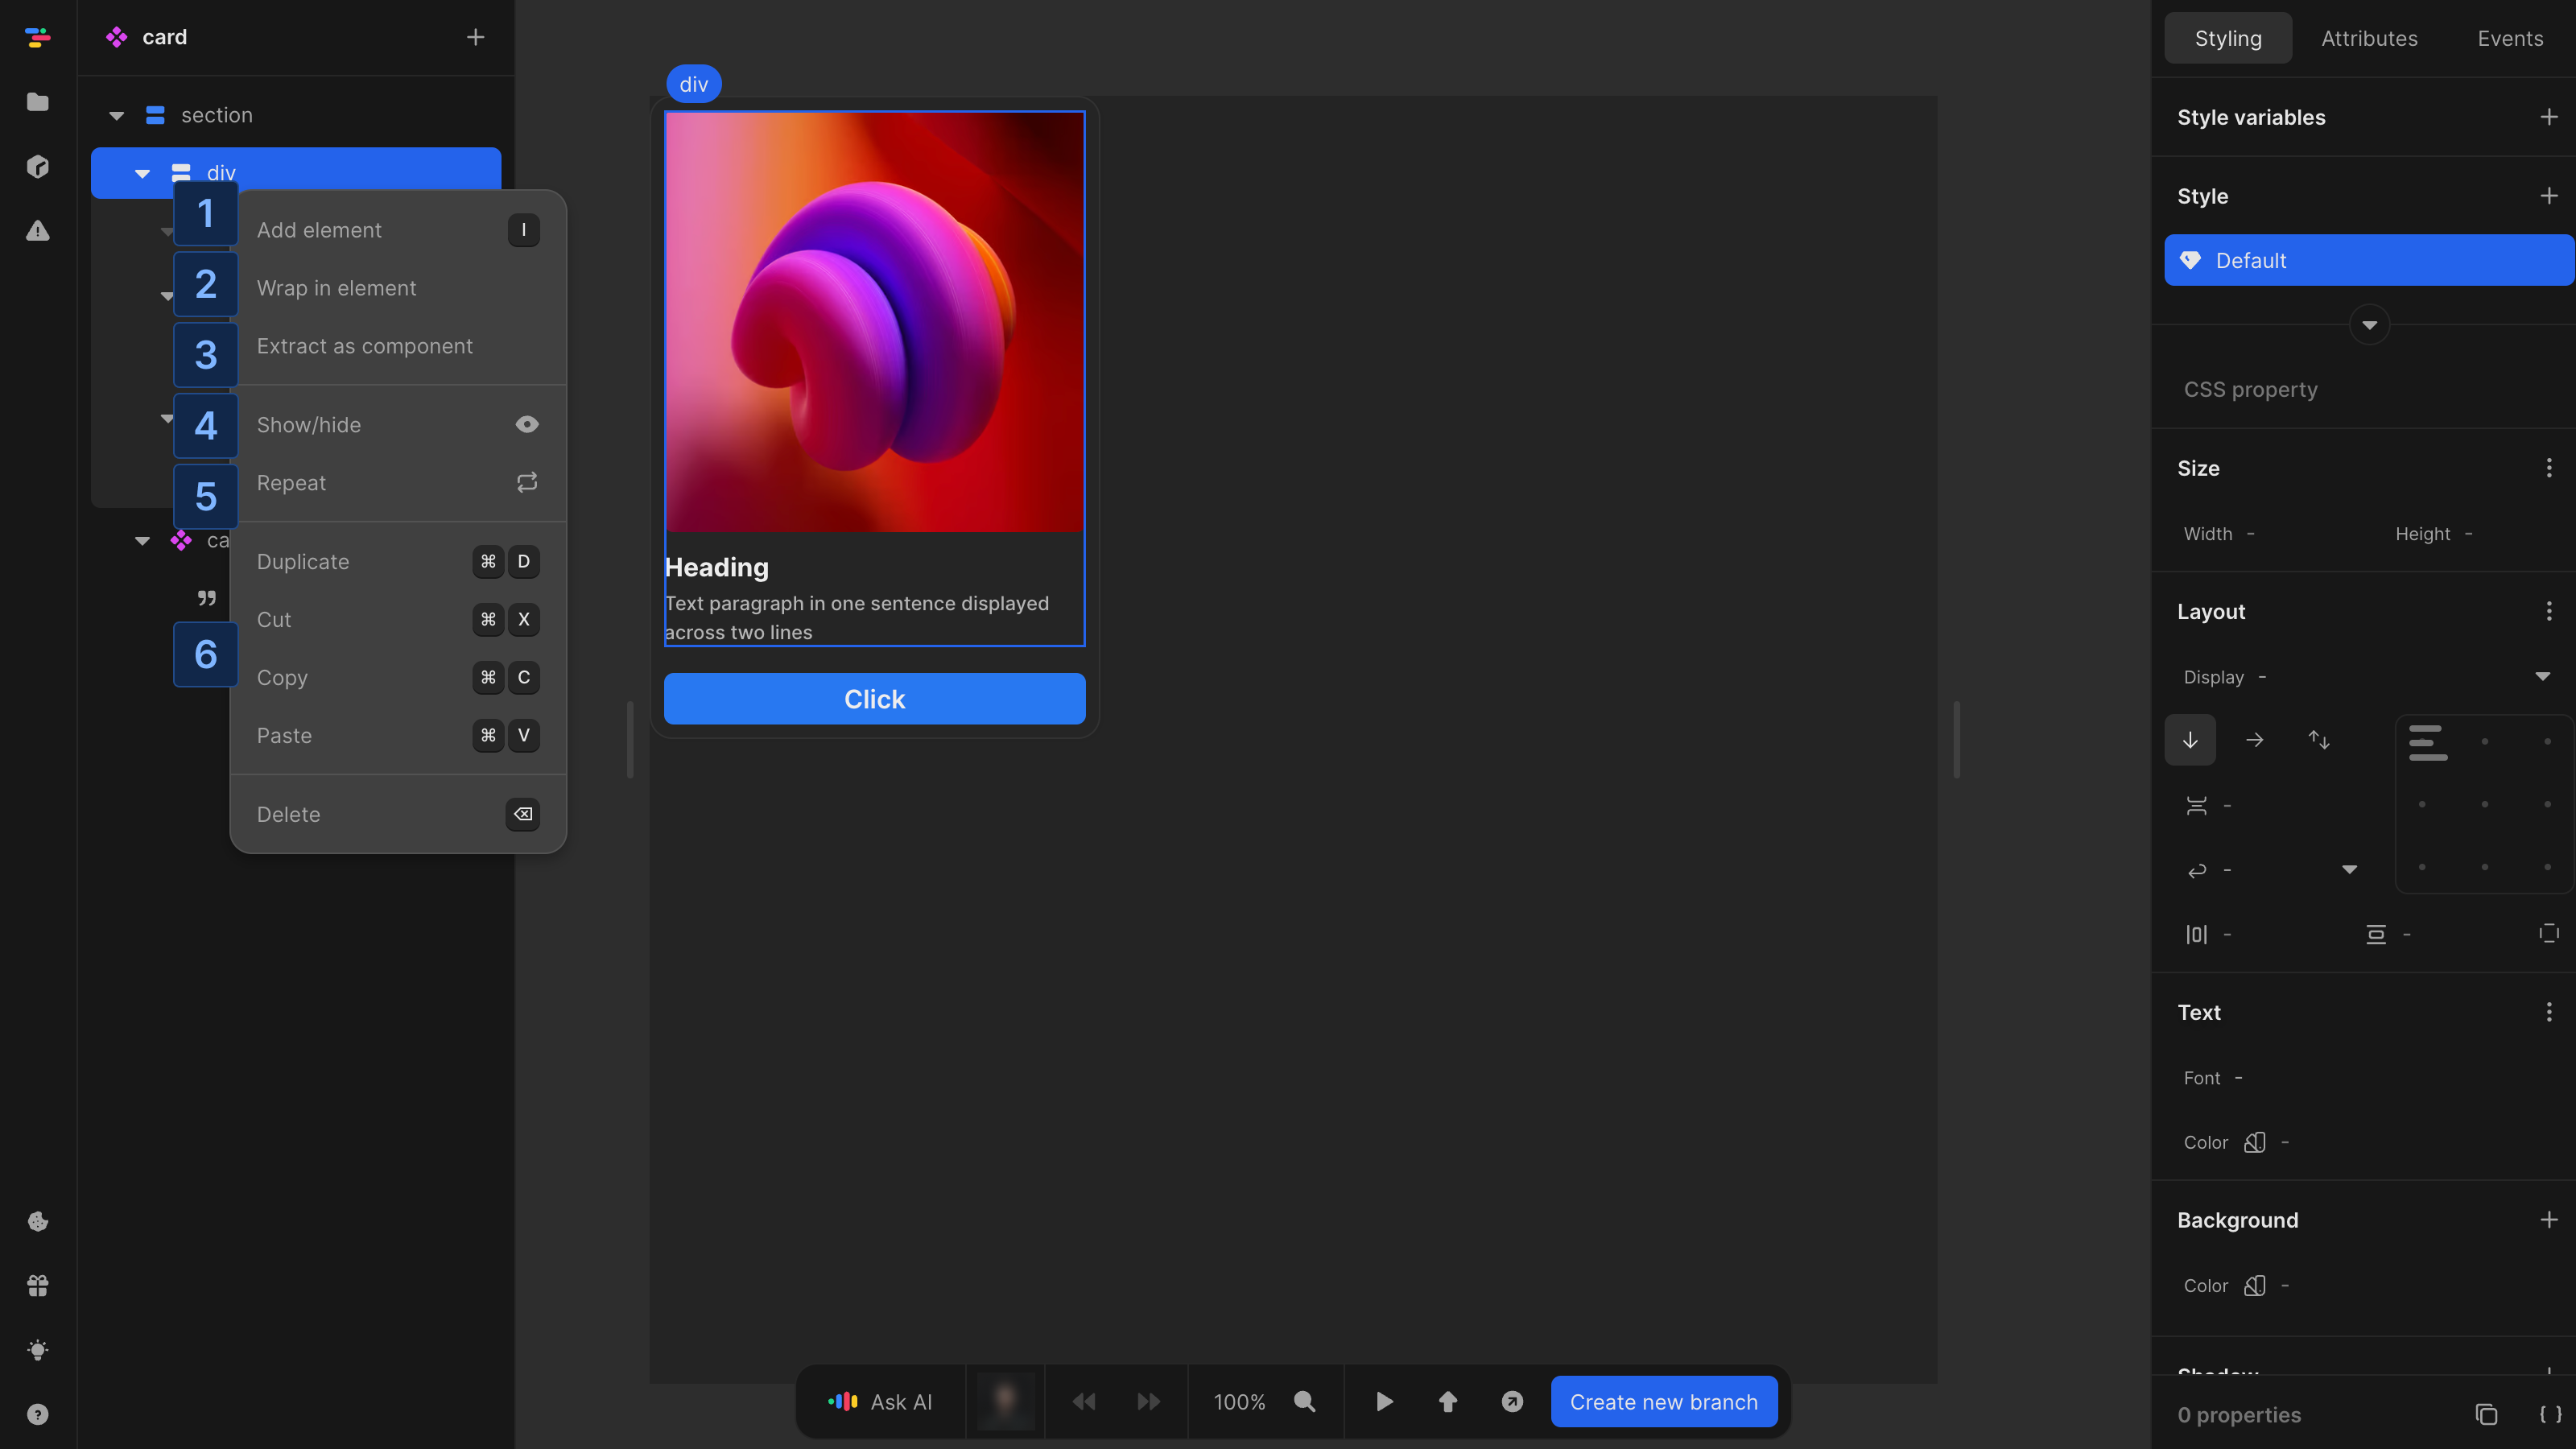 card
section
div
1
Add element
I
2
Wrap in element
3
Extract as component
4
Show/hide
5
Repeat
ca
Duplicate
⌘ D
Cut
⌘ X
6
Copy
⌘ C
Paste
⌘ V
Delete
div
Heading
Text paragraph in one sentence displayed
across two lines
Click
Ask AI
100%
Create new branch
Styling
Attributes
Events
Style variables
Style
Default
CSS property
Size
Width -
Height -
Layout
Display -
-
-
-
-
Text
Font -
Color -
Background
Color -
Shadow
0 properties
{ }